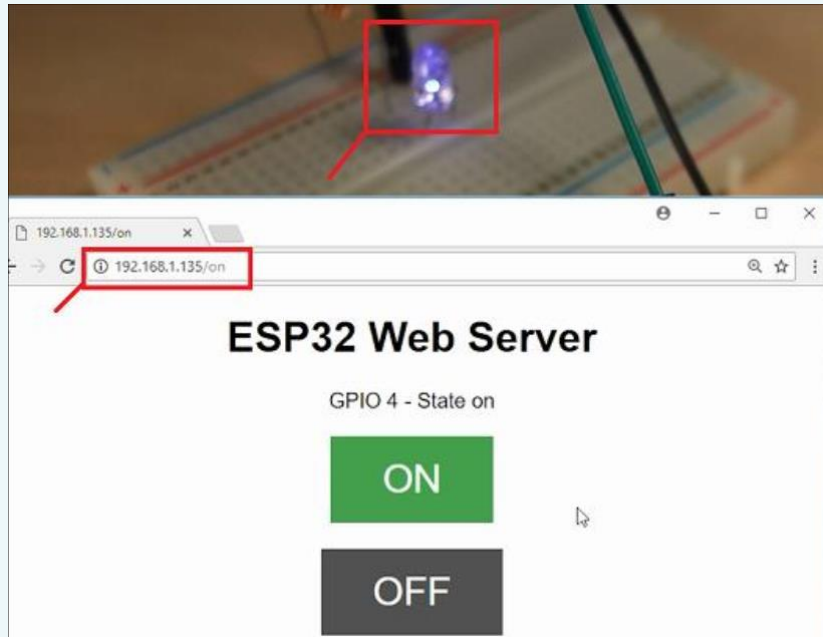 192.168.1.135/on
192.168.1.135/on
ESP32 Web Server
GPIO 4 - State on
ON
OFF